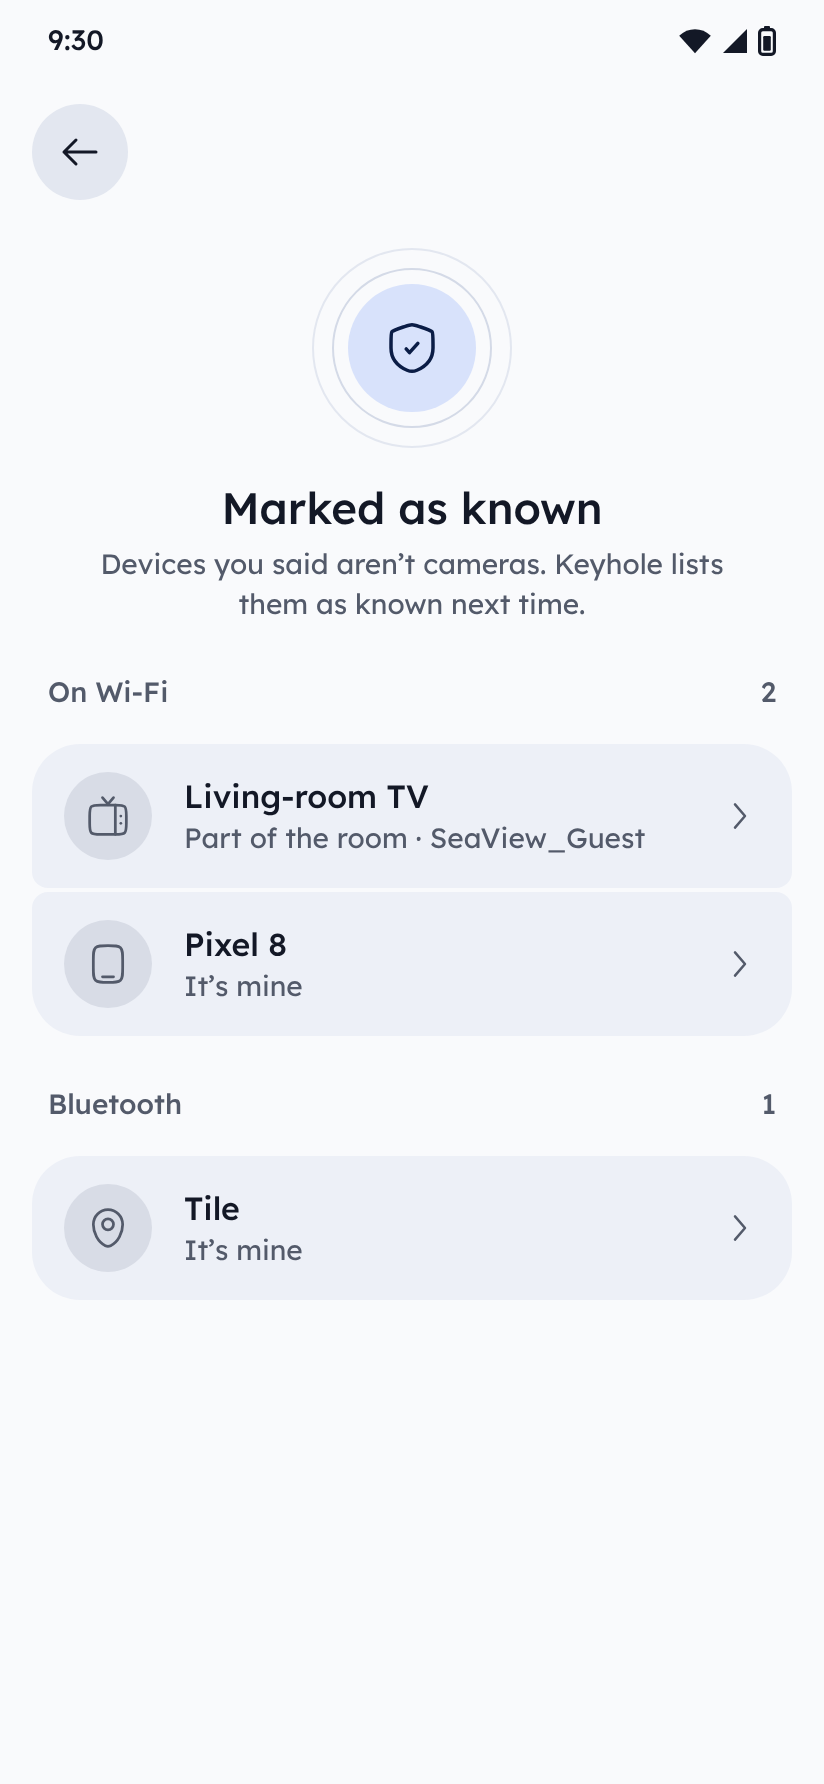 9:30
Marked as known
Devices you said aren’t cameras. Keyhole lists
them as known next time.
On Wi-Fi 2
Living-room TV
Part of the room · SeaView_Guest
Pixel 8
It’s mine
Bluetooth 1
Tile
It’s mine